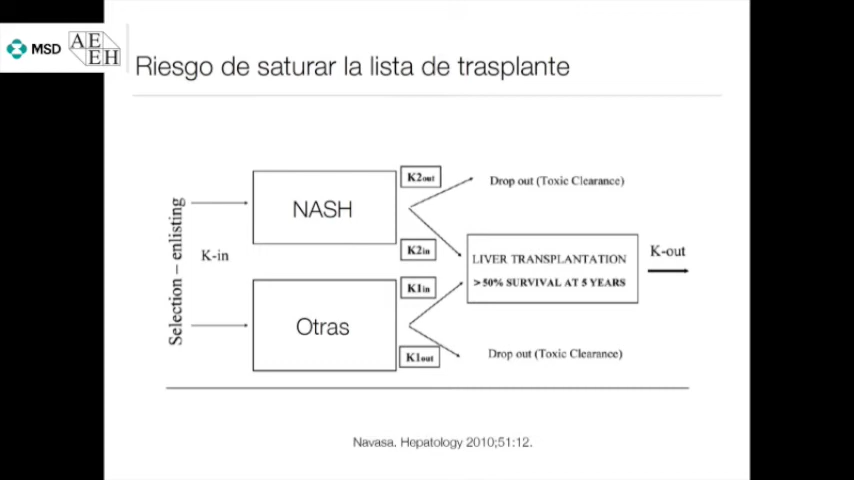 MSD
AE
EH
Riesgo de saturar la lista de trasplante
Selection – enlisting
K-in
NASH
K2out
K2in
Drop out (Toxic Clearance)
LIVER TRANSPLANTATION
>50% SURVIVAL AT 5 YEARS
K-out
Otras
K1in
K1out
Drop out (Toxic Clearance)
Navasa. Hepatology 2010;51:12.